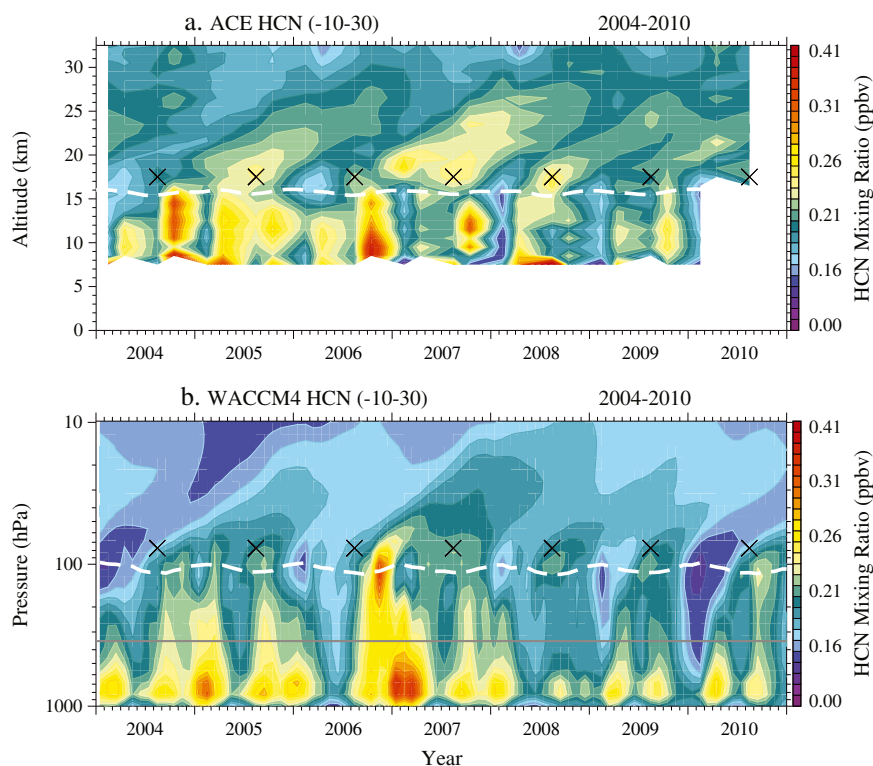 a. ACE HCN (-10-30) 2004-2010
30
25
20
15
10
5
0
Altitude (km)
2004 2005 2006 2007 2008 2009 2010
0.41
0.31
0.26
0.21
0.16
0.00
HCN Mixing Ratio (ppbv)
b. WACCM4 HCN (-10-30) 2004-2010
10
100
1000
Pressure (hPa)
2004 2005 2006 2007 2008 2009 2010
Year
0.41
0.31
0.26
0.21
0.16
0.00
HCN Mixing Ratio (ppbv)